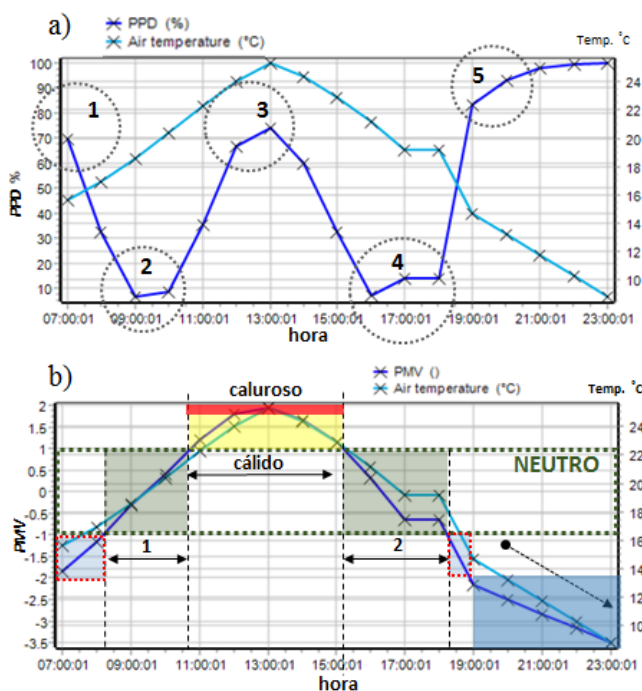 a)
PPD (%)
Air temperature (°C)
Temp. °C
100
90
80
70
60
50
40
30
20
10
PPD %
24
22
20
18
16
14
12
10
1
2
3
4
5
07:00:01 09:00:01 11:00:01 13:00:01 15:00:01 17:00:01 19:00:01 21:00:01 23:00:01
hora
b)
PMV ()
Air temperature (°C)
Temp. °C
caluroso
cálido
NEUTRO
1
2
2
1.5
1
0.5
0
-0.5
-1
-1.5
-2
-2.5
-3
-3.5
PMV
24
22
20
18
16
14
12
10
07:00:01 09:00:01 11:00:01 13:00:01 15:00:01 17:00:01 19:00:01 21:00:01 23:00:01
hora